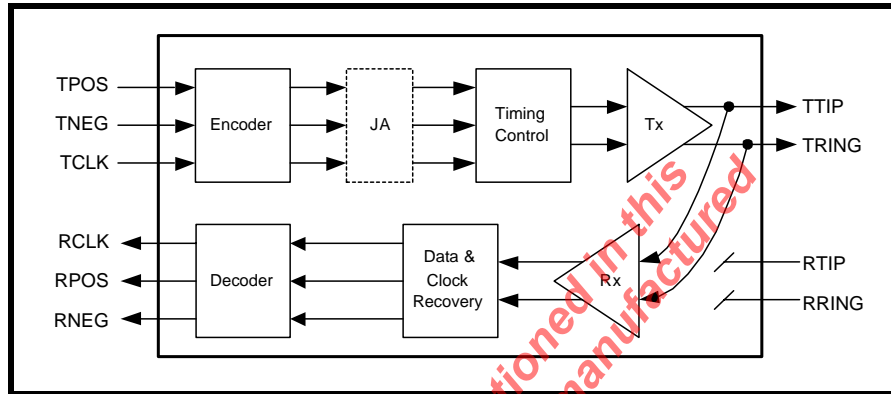 TPOS
TNEG
TCLK
Encoder
JA
Timing
Control
Tx
TTIP
TRING
RCLK
RPOS
RNEG
Decoder
Data &
Clock
Recovery
Rx
RTIP
RRING
tioned in this
manufactured